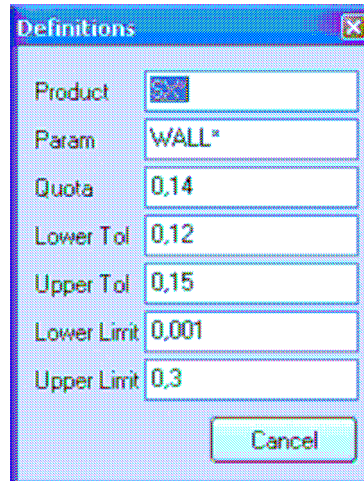 Definitions
Product
Param WALL*
Quota 0,14
Lower Tol 0,12
Upper Tol 0,15
Lower Limit 0,001
Upper Limit 0,3
Cancel